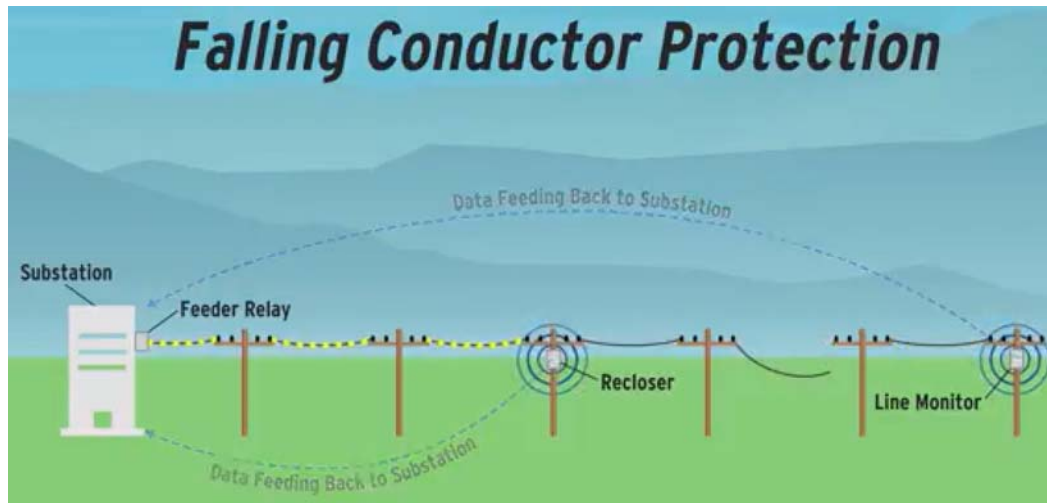 Falling Conductor Protection
Data Feeding Back to Substation
Substation
Feeder Relay
Recloser
Line Monitor
Data Feeding Back to Substation